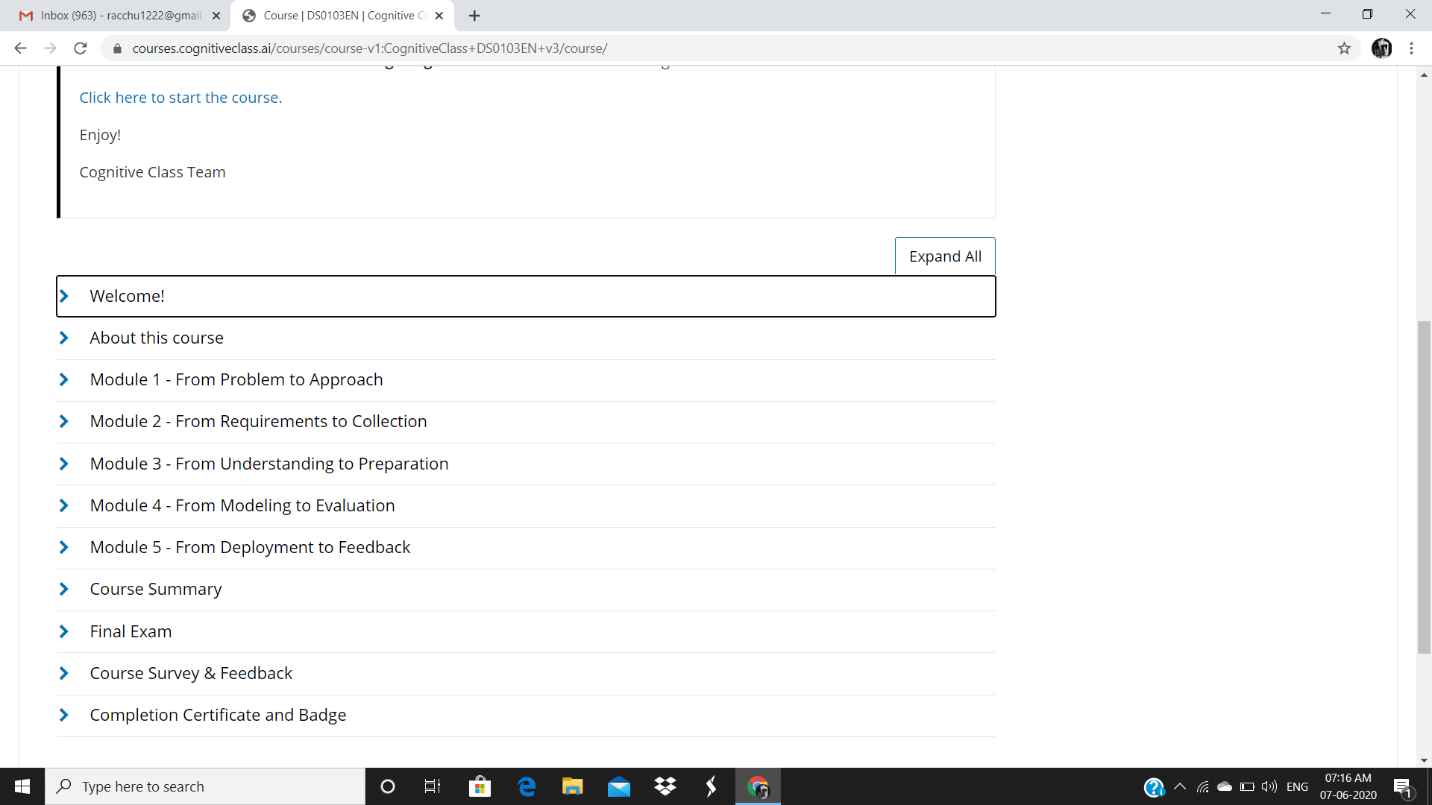 Inbox (963) - racchu1222@gmail.
Course | DS0103EN | Cognitive Cl
courses.cognitiveclass.ai/courses/course-v1:CognitiveClass+DS0103EN+v3/course/
Click here to start the course.
Enjoy!
Cognitive Class Team
Expand All
Welcome!
About this course
Module 1 - From Problem to Approach
Module 2 - From Requirements to Collection
Module 3 - From Understanding to Preparation
Module 4 - From Modeling to Evaluation
Module 5 - From Deployment to Feedback
Course Summary
Final Exam
Course Survey & Feedback
Completion Certificate and Badge
Type here to search
ENG
07:16 AM
07-06-2020
1